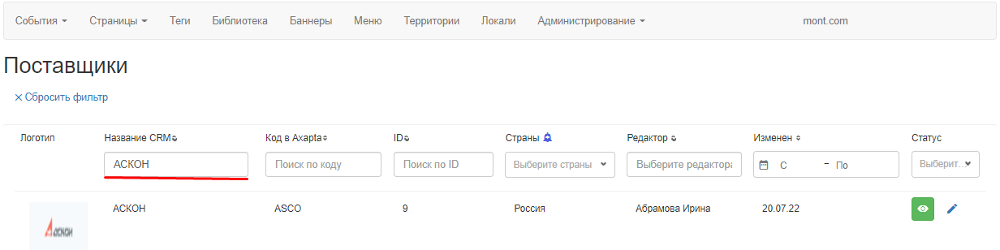 События Страницы Теги Библиотека Баннеры Меню Территории Локали Администрирование mont.com
Поставщики
× Сбросить фильтр
Логотип Название CRM Код в Axapta ID Страны Редактор Изменен Статус
АСКОН Поиск по коду Поиск по ID Выберите страны Выберите редактора С – По Выберит...
АСКОН АСКОН ASCO 9 Россия Абрамова Ирина 20.07.22